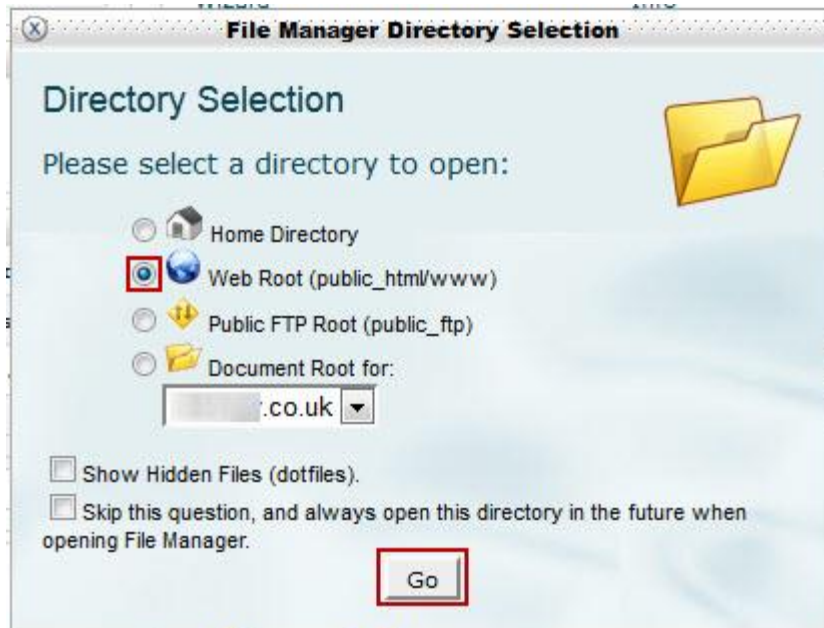 File Manager Directory Selection
Directory Selection
Please select a directory to open:
Home Directory
Web Root (public_html/www)
Public FTP Root (public_ftp)
Document Root for:
.co.uk
Show Hidden Files (dotfiles).
Skip this question, and always open this directory in the future when
opening File Manager.
Go